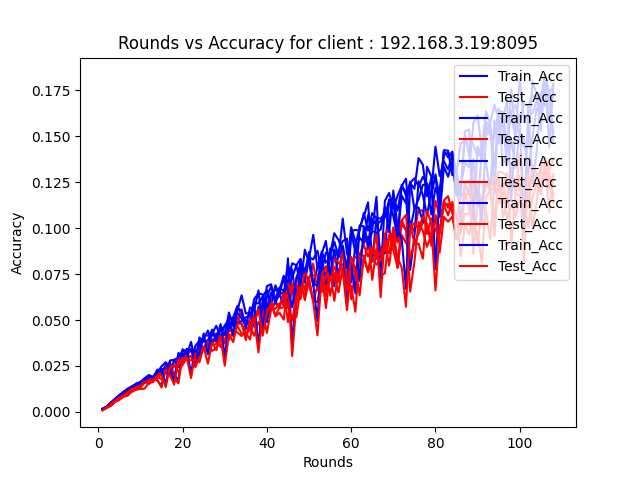 Rounds vs Accuracy for client : 192.168.3.19:8095
Train_Acc
Test_Acc
Train_Acc
Test_Acc
Train_Acc
Test_Acc
Train_Acc
Test_Acc
Train_Acc
Test_Acc
Accuracy
0.175
0.150
0.125
0.100
0.075
0.050
0.025
0.000
0 20 40 60 80 100
Rounds